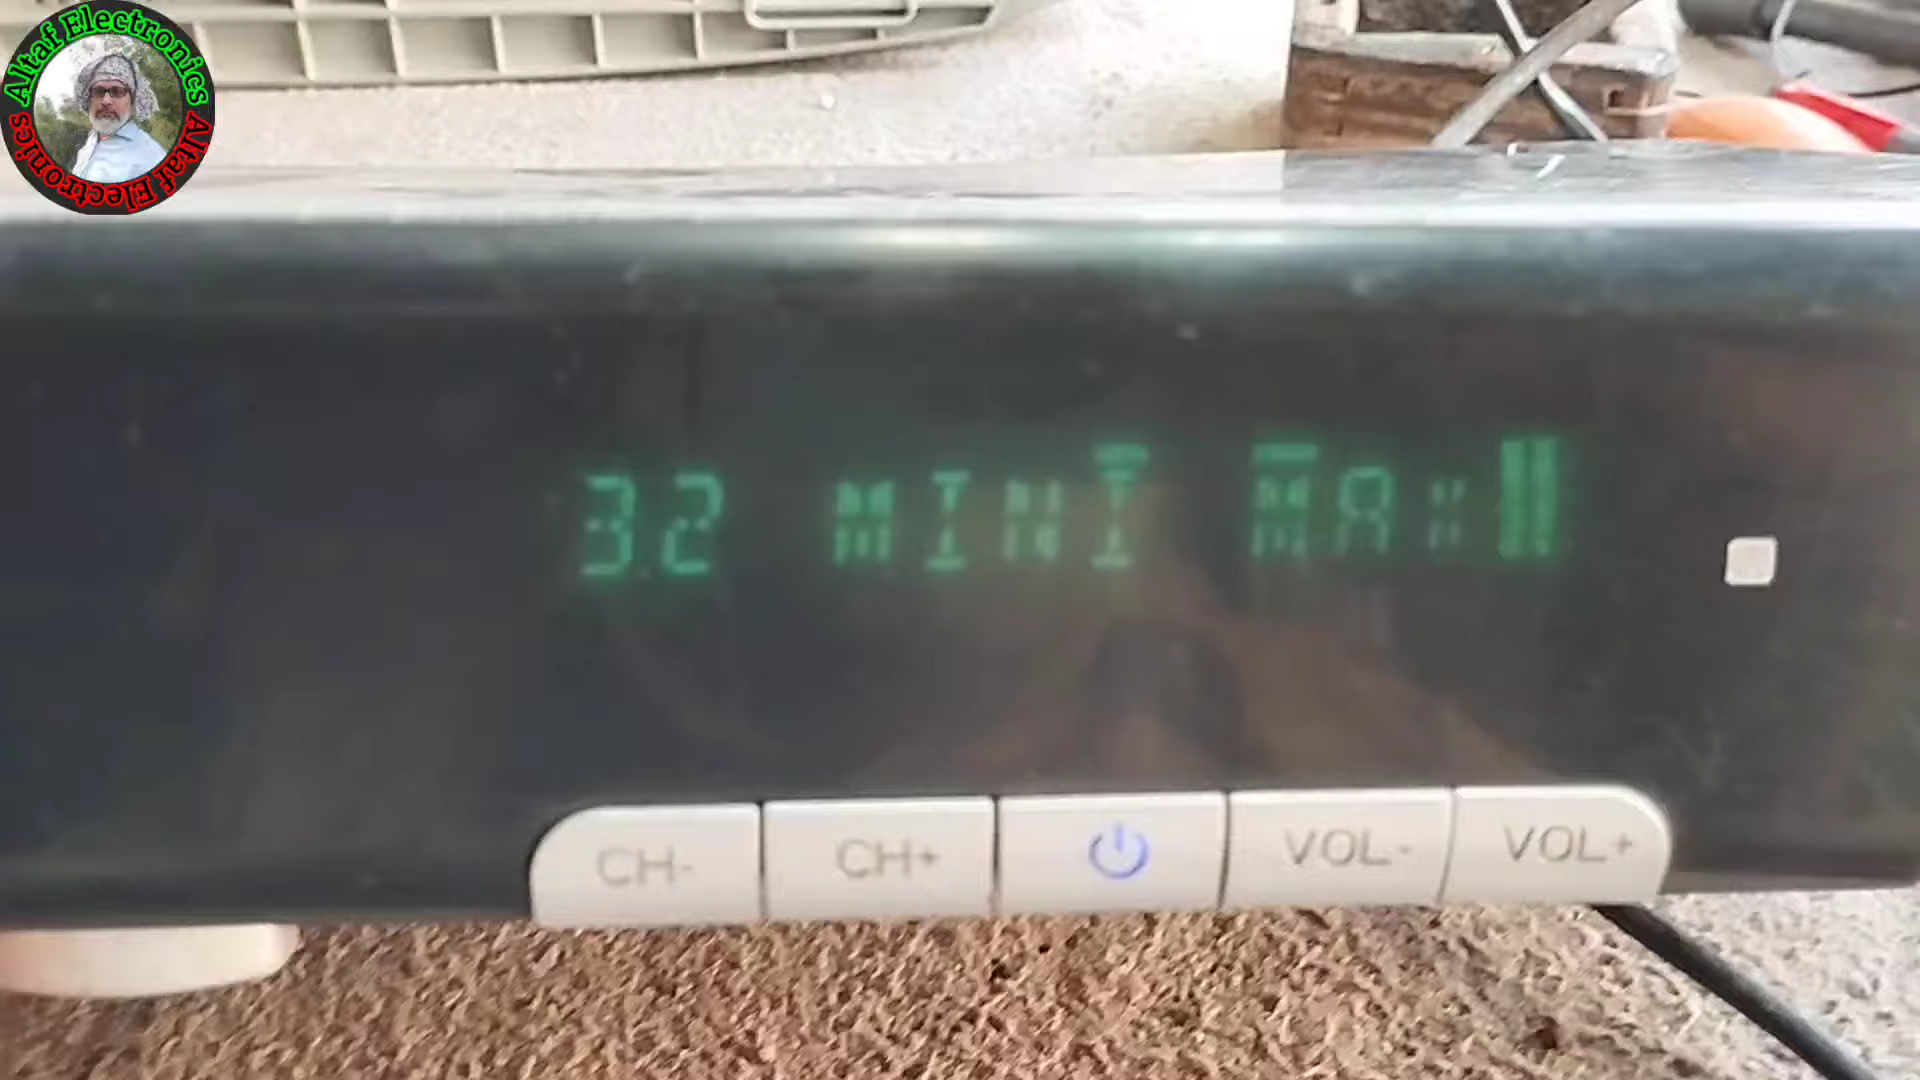 Altaf Electronics
Altaf Electronics
32 MINI MAX
CH-
CH+
VOL-
VOL+